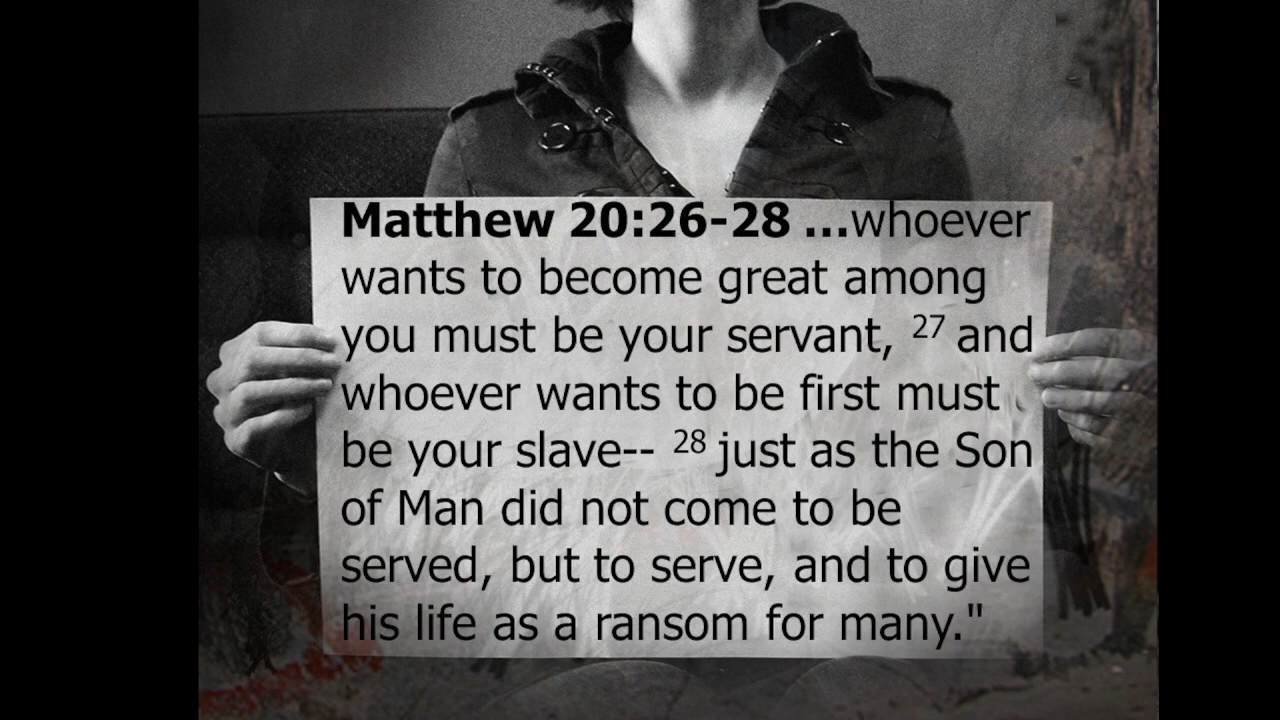 Matthew 20:26-28 ...whoever
wants to become great among
you must be your servant, 27 and
whoever wants to be first must
be your slave-- 28 just as the Son
of Man did not come to be
served, but to serve, and to give
his life as a ransom for many."